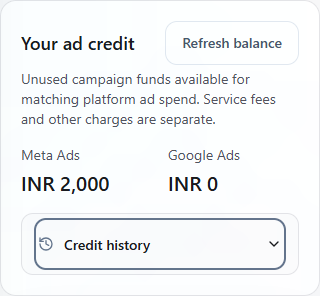 Your ad credit
Refresh balance
Unused campaign funds available for
matching platform ad spend. Service fees
and other charges are separate.
Meta Ads
Google Ads
INR 2,000
INR 0
Credit history